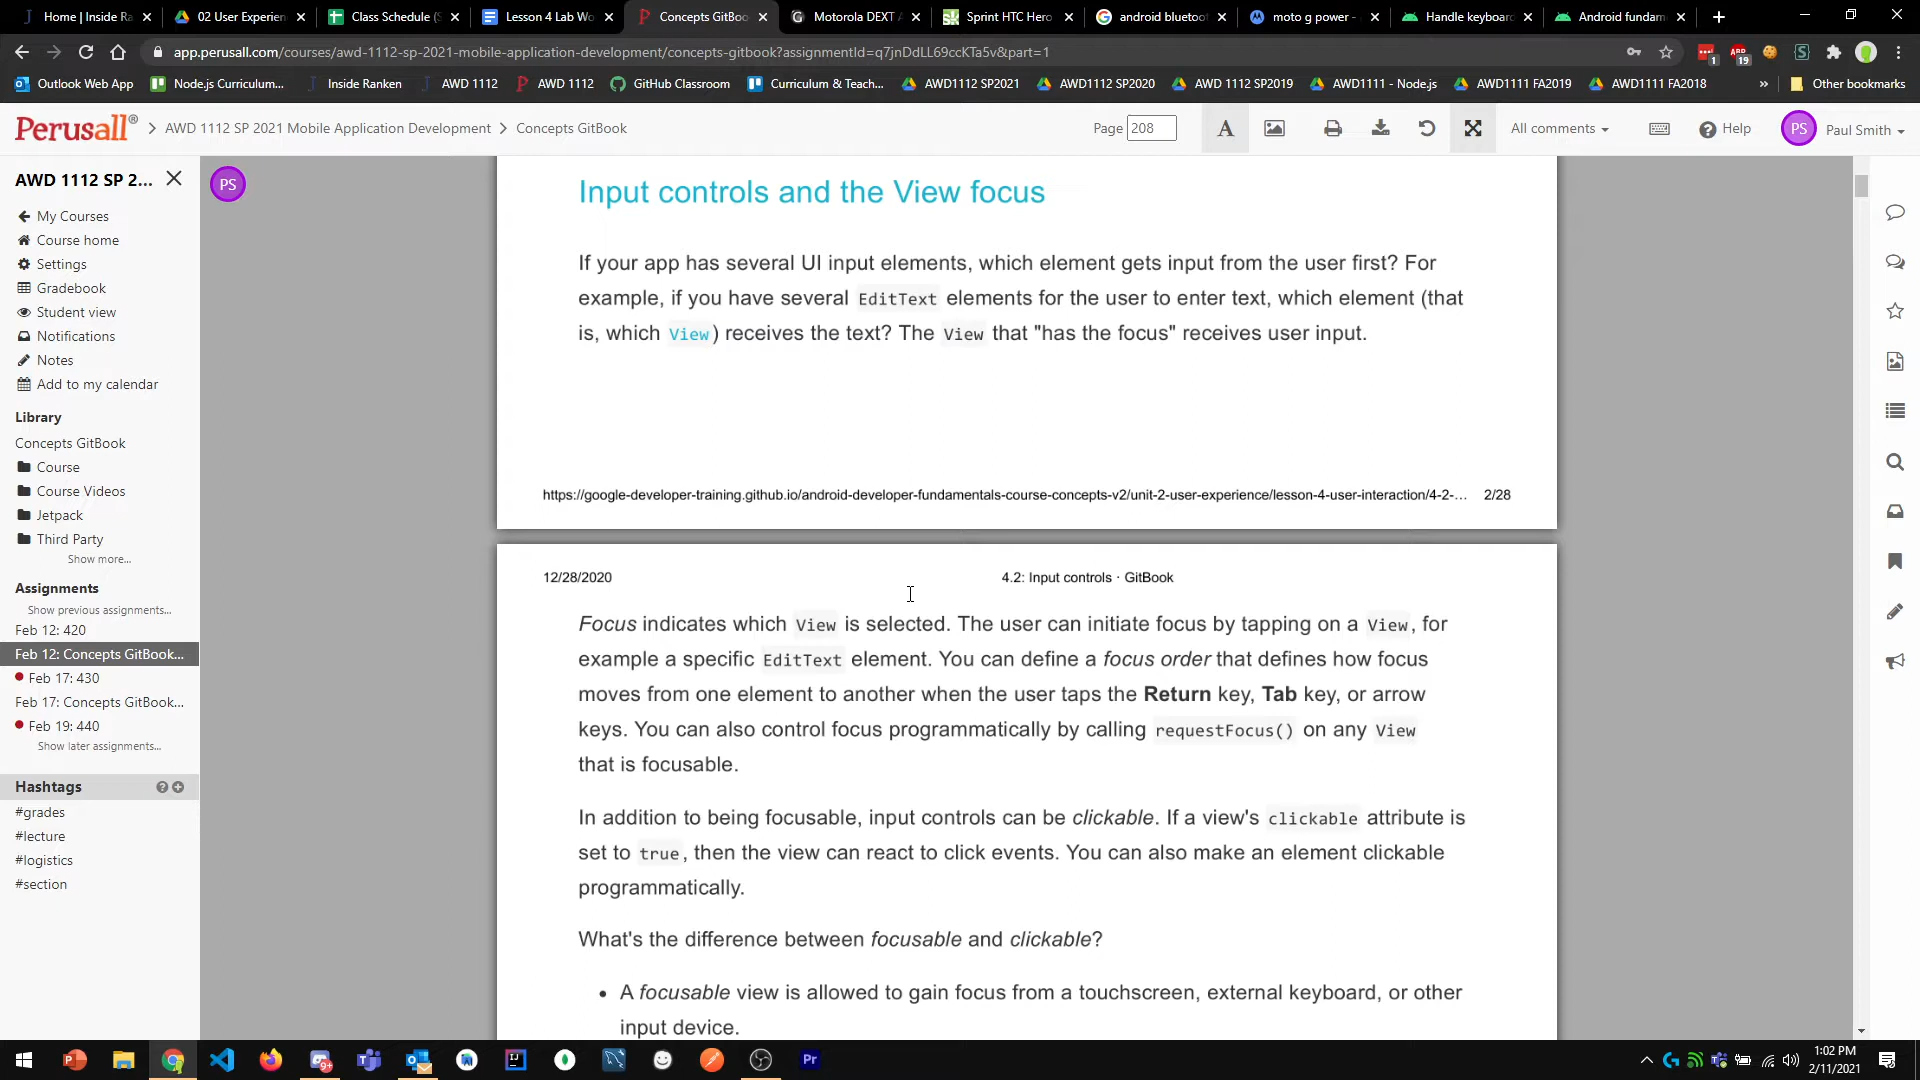 Home | Inside Ra
02 User Experien
Class Schedule (S
Lesson 4 Lab Wo
Concepts GitBoo
Motorola DEXT A
Sprint HTC Hero
android bluetoot
moto g power -
Handle keyboard
Android fundam
app.perusall.com/courses/awd-1112-sp-2021-mobile-application-development/concepts-gitbook?assignmentId=q7jnDdLL69ccKTa5v&part=1
1
ABP
19
Outlook Web App
Node.js Curriculum...
Inside Ranken
AWD 1112
AWD 1112
GitHub Classroom
Curriculum & Teach...
AWD1112 SP2021
AWD1112 SP2020
AWD1112 SP2019
AWD1111 - Node.js
AWD1111 FA2019
AWD1111 FA2018
»
Other bookmarks
Perusall®
AWD 1112 SP 2021 Mobile Application Development
Concepts GitBook
Page 208
A
All comments
Help
PS
Paul Smith
AWD 1112 SP 2...
My Courses
Course home
Settings
Gradebook
Student view
Notifications
Notes
Add to my calendar
Library
Concepts GitBook
Course
Course Videos
Jetpack
Third Party
Show more...
Assignments
Show previous assignments...
Feb 12: 420
Feb 12: Concepts GitBook...
Feb 17: 430
Feb 17: Concepts GitBook...
Feb 19: 440
Show later assignments...
Hashtags
#grades
#lecture
#logistics
#section
PS
Input controls and the View focus
If your app has several UI input elements, which element gets input from the user first? For
example, if you have several EditText elements for the user to enter text, which element (that
is, which View) receives the text? The View that "has the focus" receives user input.
https://google-developer-training.github.io/android-developer-fundamentals-course-concepts-v2/unit-2-user-experience/lesson-4-user-interaction/4-2-... 2/28
12/28/2020
4.2: Input controls · GitBook
Focus indicates which View is selected. The user can initiate focus by tapping on a View, for
example a specific EditText element. You can define a focus order that defines how focus
moves from one element to another when the user taps the Return key, Tab key, or arrow
keys. You can also control focus programmatically by calling requestFocus() on any View
that is focusable.
In addition to being focusable, input controls can be clickable. If a view's clickable attribute is
set to true, then the view can react to click events. You can also make an element clickable
programmatically.
What's the difference between focusable and clickable?
• A focusable view is allowed to gain focus from a touchscreen, external keyboard, or other
input device.
9+
Pr
1:02 PM
2/11/2021